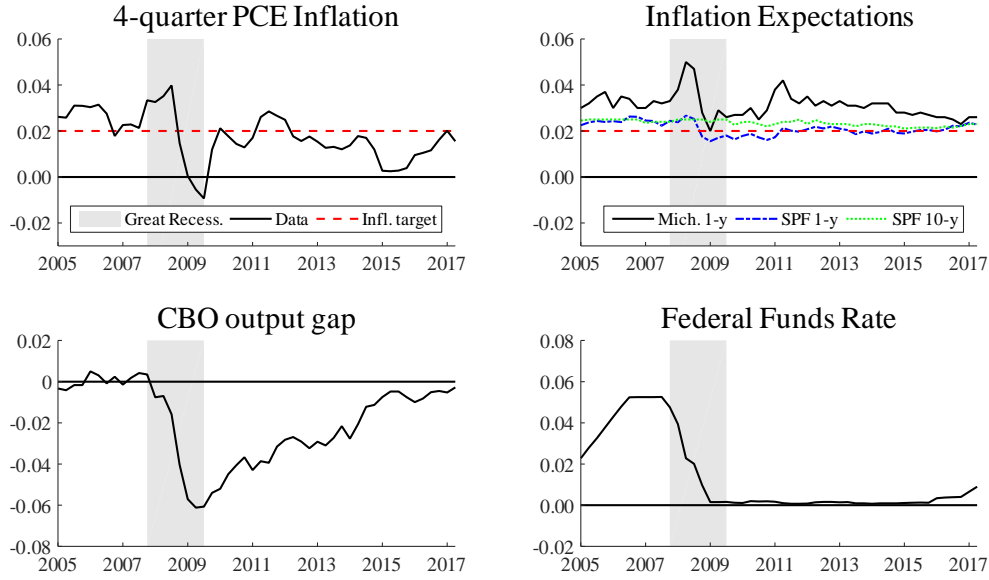 4-quarter PCE Inflation
0.06
0.04
0.02
0.00
-0.02
Great Recess. Data Infl. target
2005 2007 2009 2011 2013 2015 2017
Inflation Expectations
0.06
0.04
0.02
0.00
-0.02
Mich. 1-y SPF 1-y SPF 10-y
2005 2007 2009 2011 2013 2015 2017
CBO output gap
0.02
0
-0.02
-0.04
-0.06
-0.08
2005 2007 2009 2011 2013 2015 2017
Federal Funds Rate
0.08
0.06
0.04
0.02
0.00
-0.02
2005 2007 2009 2011 2013 2015 2017